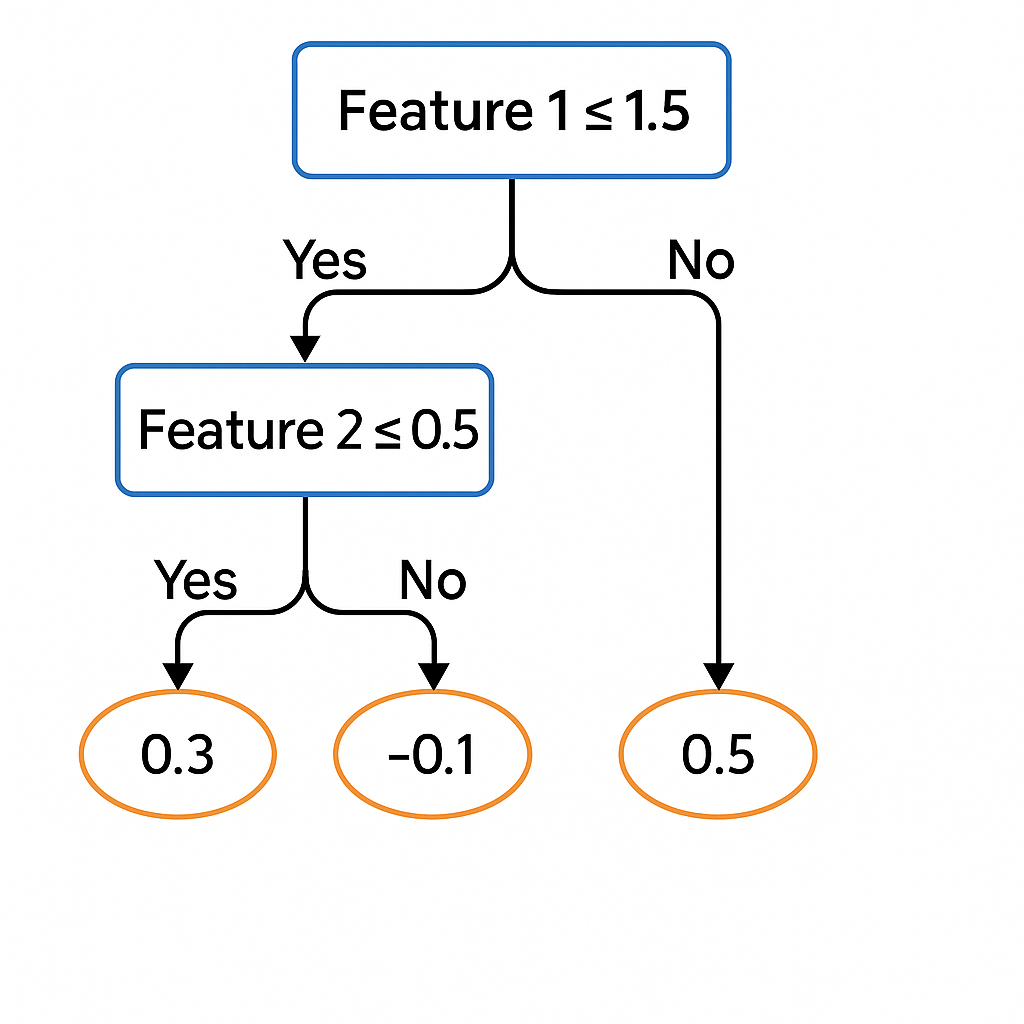 Feature 1 ≤ 1.5
Yes
No
Feature 2 ≤ 0.5
Yes
No
0.3
-0.1
0.5